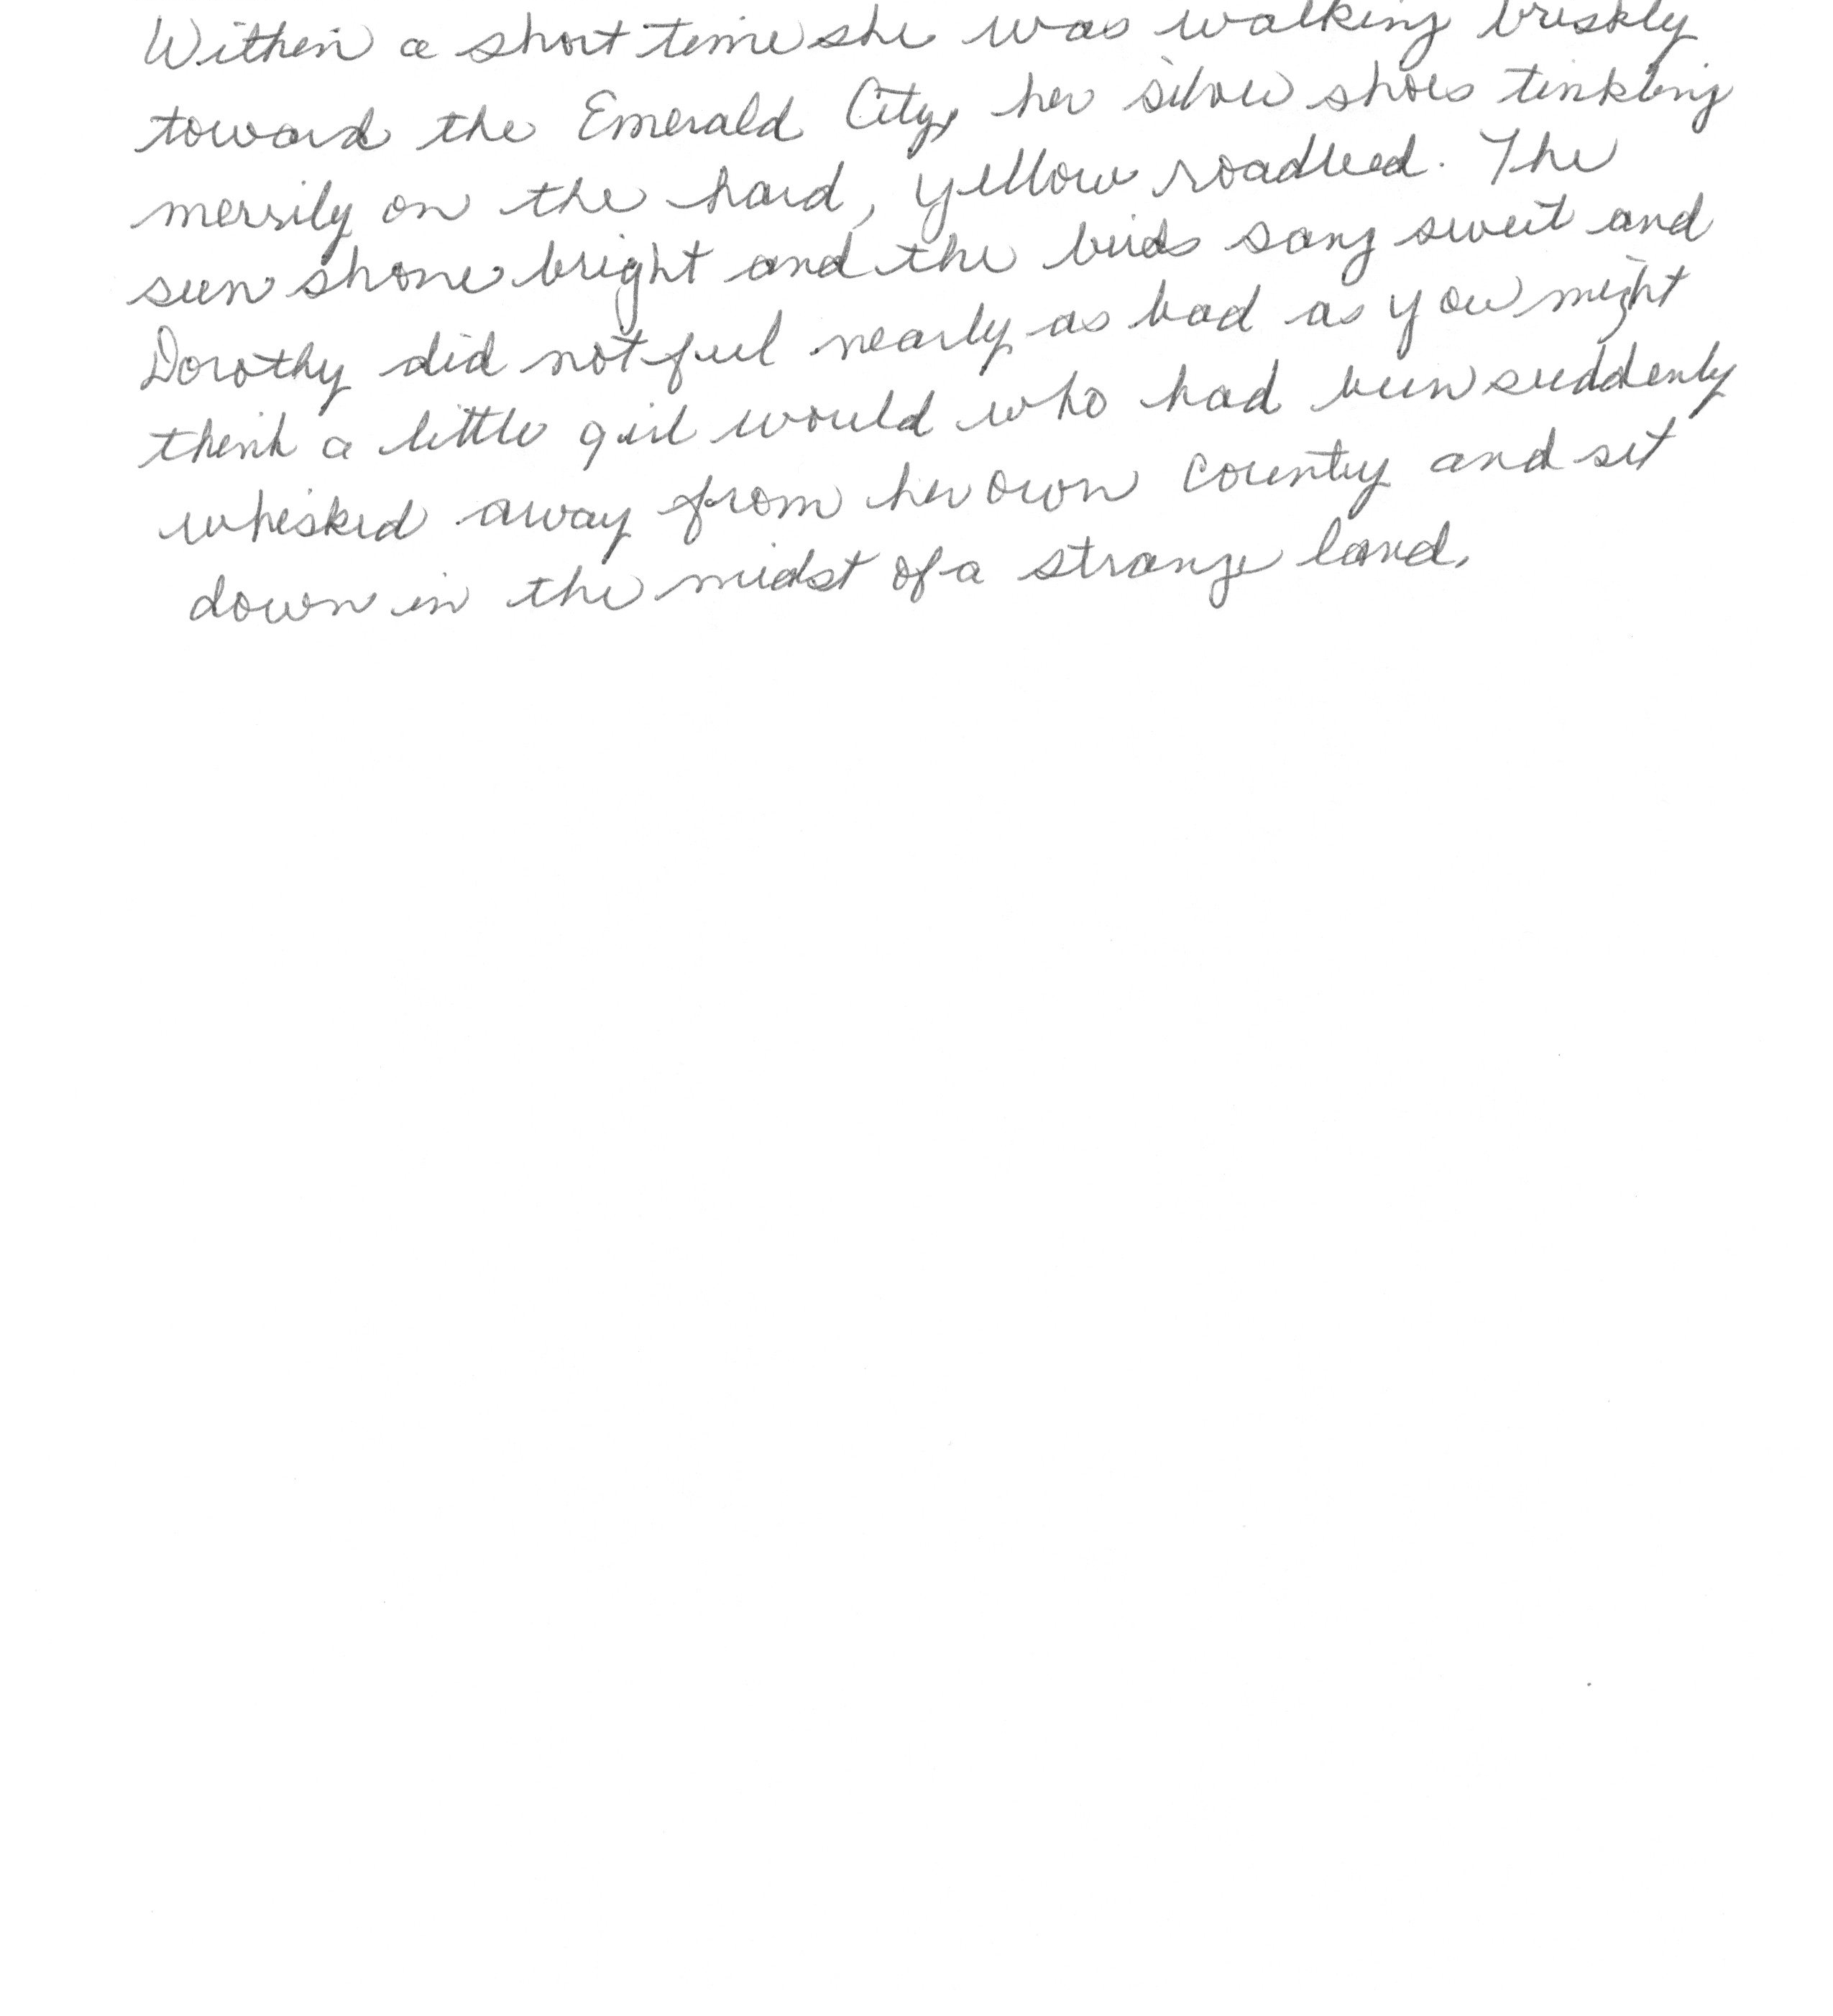 Within a short time she was walking briskly
toward the Emerald City, her silver shoes tinkling
merrily on the hard, yellow roadbed. The
sun shone bright and the birds sang sweet and
Dorothy did not feel nearly as bad as you might
think a little girl would who had been suddenly
whisked away from her own country and set
down in the midst of a strange land.